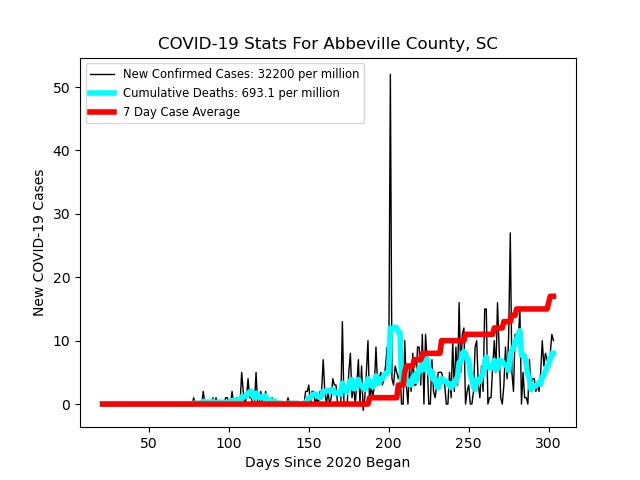 COVID-19 Stats For Abbeville County, SC
New Confirmed Cases: 32200 per million
Cumulative Deaths: 693.1 per million
7 Day Case Average
New COVID-19 Cases
50
40
30
20
10
0
50 100 150 200 250 300
Days Since 2020 Began